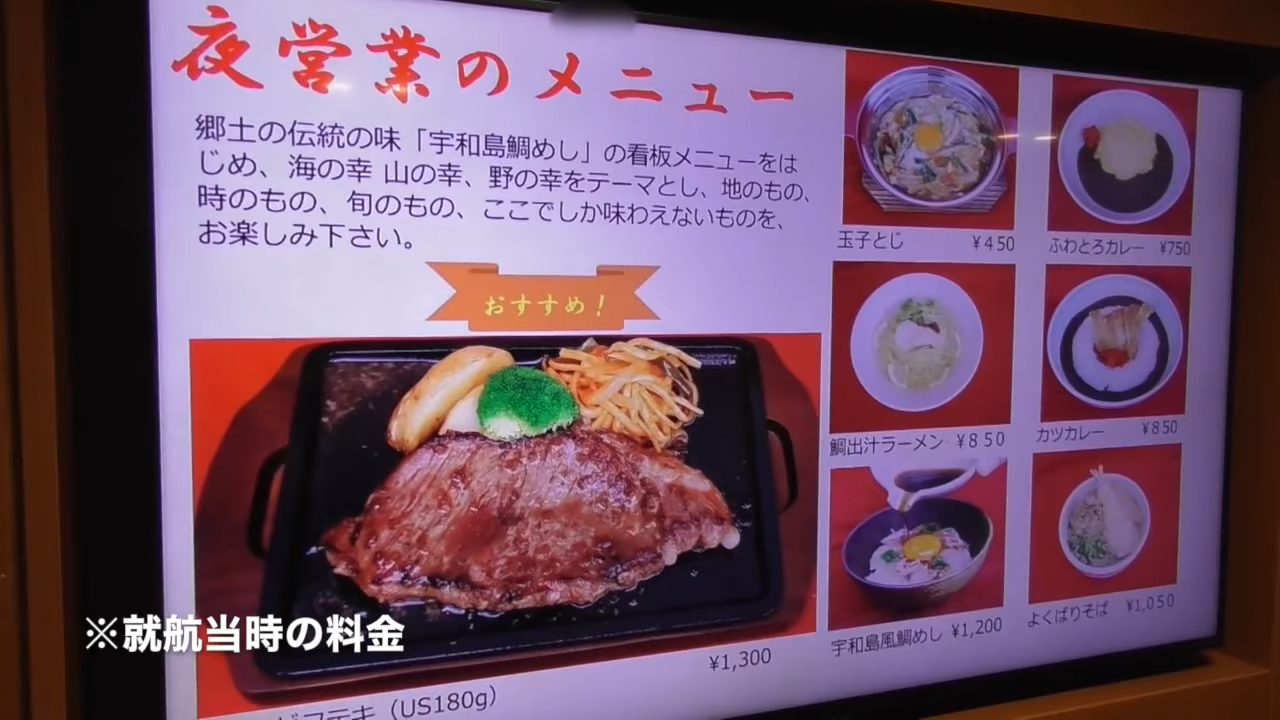 夜営業のメニュー
郷土の伝統の味「宇和島鯛めし」の看板メニューをは
じめ、海の幸 山の幸、野の幸をテーマとし、地のもの、
時のもの、旬のもの、ここでしか味わえないものを、
お楽しみ下さい。
おすすめ！
¥1,300
（US180g）
玉子とじ ¥450
ふわとろカレー ¥750
鯛出汁ラーメン ¥850
カツカレー ¥850
宇和島風鯛めし ¥1,200
よくばりそば ¥1,050
※就航当時の料金